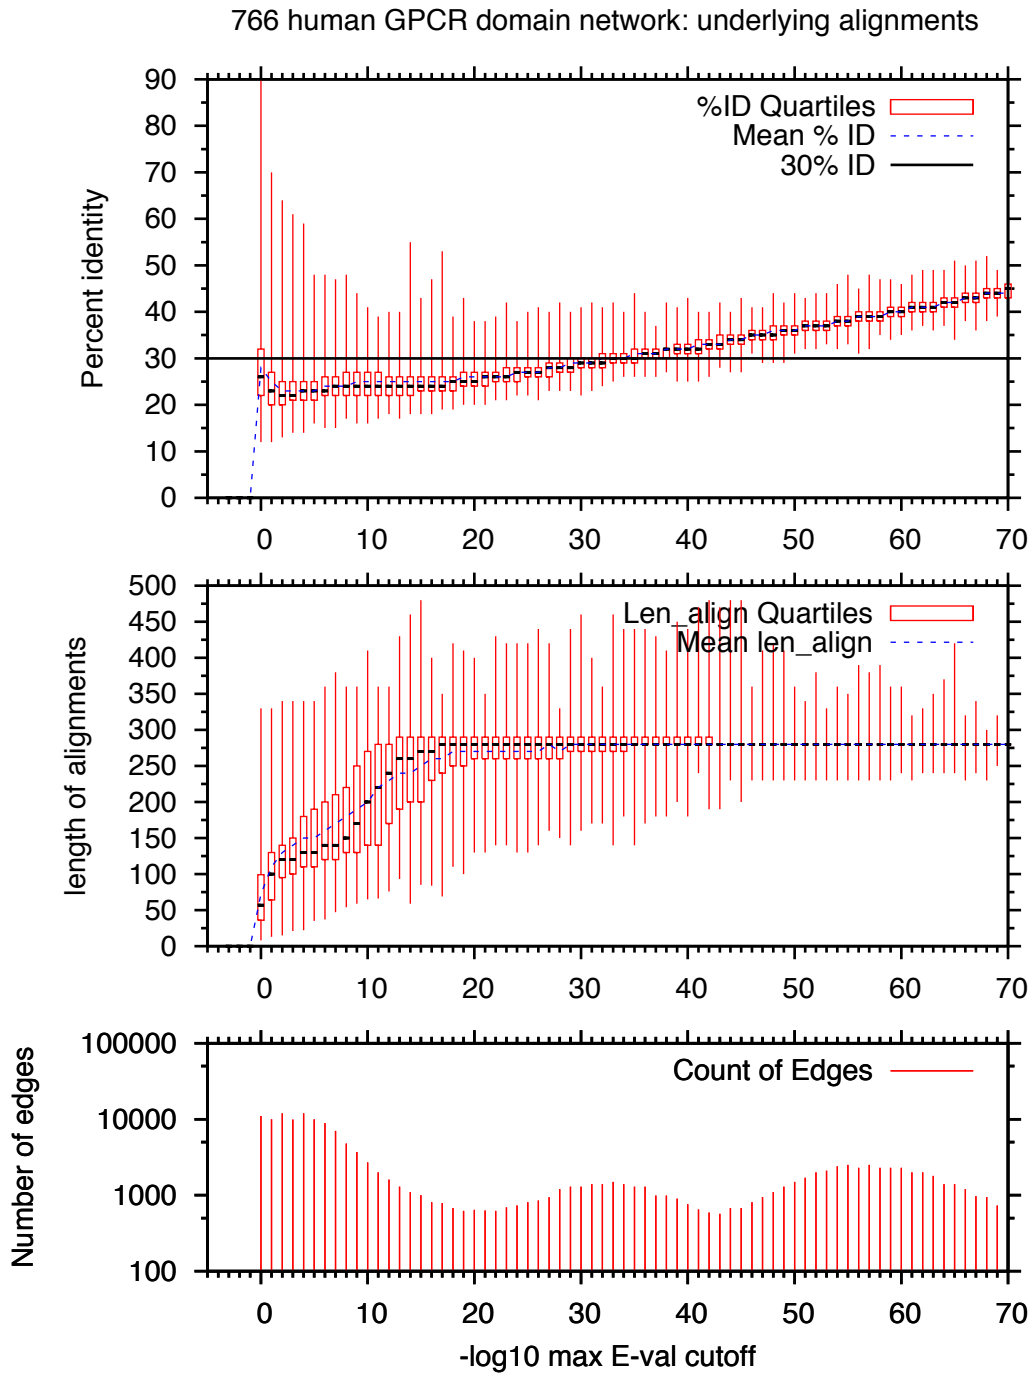 766 human GPCR domain network: underlying alignments
90
80
70
60
50
40
30
20
10
0
Percent identity
%ID Quartiles
Mean % ID
30% ID
0 10 20 30 40 50 60 70
500
450
400
350
300
250
200
150
100
50
0
length of alignments
Len_align Quartiles
Mean len_align
0 10 20 30 40 50 60 70
100000
10000
1000
100
Number of edges
Count of Edges
0 10 20 30 40 50 60 70
-log10 max E-val cutoff